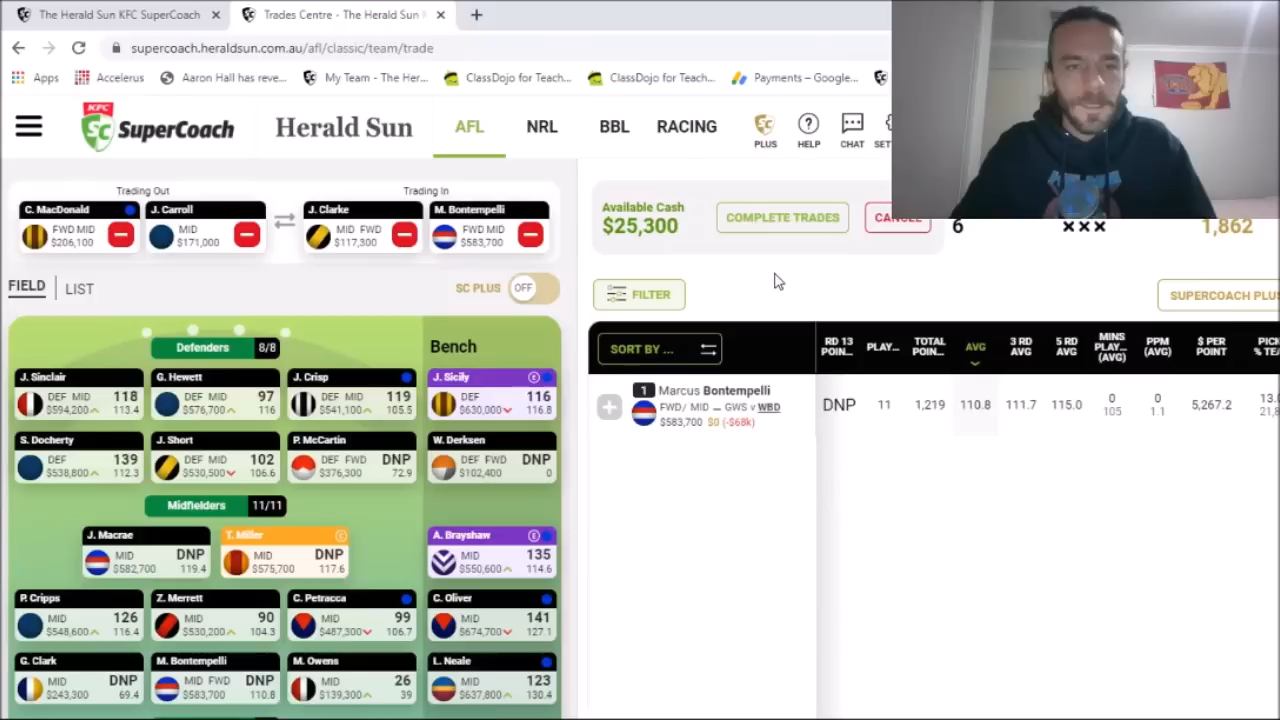 The Herald Sun KFC SuperCoach
Trades Centre - The Herald Sun
supercoach.heraldsun.com.au/afl/classic/team/trade
Apps Accelerus Aaron Hall has reve... My Team - The Her... ClassDojo for Teach... ClassDojo for Teach... Payments – Google...
KFC SC SuperCoach Herald Sun AFL NRL BBL RACING PLUS HELP CHAT SET
Trading Out Trading In
C. MacDonald J. Carroll J. Clarke M. Bontempelli
FWD MID MID MID FWD FWD MID
$206,100 $171,000 $117,300 $583,700
Available Cash
$25,300 COMPLETE TRADES CANCEL 6 ××× 1,862
FIELD LIST SC PLUS OFF
FILTER SUPERCOACH PLUS
Defenders 8/8 Bench
J. Sinclair G. Hewett J. Crisp J. Sicily
DEF MID 118 DEF MID 97 DEF MID 119 DEF 116
$594,200 113.4 $576,700 116 $541,100 105.5 $630,000 116.8
S. Docherty J. Short P. McCartin W. Derksen
DEF 139 DEF MID 102 DEF FWD DNP DEF FWD DNP
$538,800 112.3 $530,500 106.6 $376,300 72.9 $102,400 0
Midfielders 11/11
J. Macrae T. Miller A. Brayshaw
MID DNP MID DNP MID 135
$582,700 119.4 $575,700 117.6 $550,600 114.6
P. Cripps Z. Merrett C. Petracca C. Oliver
MID 126 MID 90 MID 99 MID 141
$548,600 116.4 $530,200 104.3 $487,300 106.7 $674,700 127.1
G. Clark M. Bontempelli M. Owens L. Neale
MID DNP MID FWD DNP MID 26 MID 123
$243,300 69.4 $583,700 110.8 $139,300 39 $637,800 130.4
SORT BY ... RD 13 POIN... PLAY... TOTAL POIN... AVG 3 RD AVG 5 RD AVG MINS PLAY... (AVG) PPM (AVG) $ PER POINT PICK % TE
1 Marcus Bontempelli
FWD/ MID – GWS v WBD
$583,700 $0 (-$68k)
DNP 11 1,219 110.8 111.7 115.0 0 105 0 1.1 5,267.2 13.0 21,8